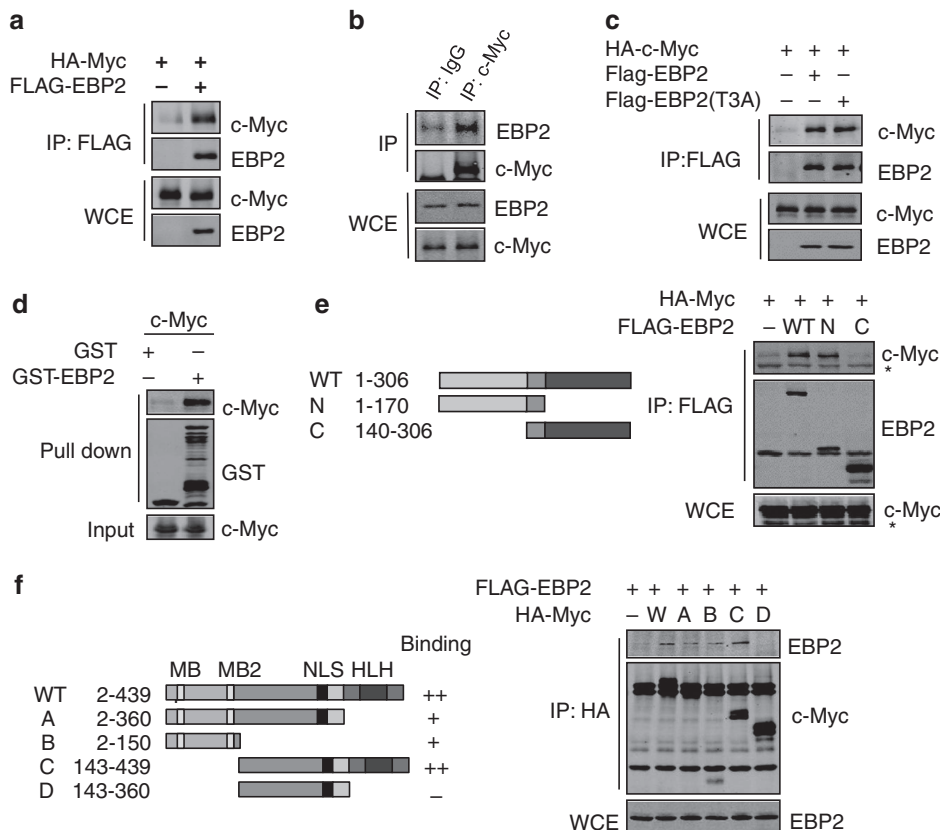 a
HA-Myc + +
FLAG-EBP2 – +
IP: FLAG
c-Myc
EBP2
WCE
c-Myc
EBP2
b
IP: IgG
IP: c-Myc
IP
EBP2
c-Myc
WCE
EBP2
c-Myc
c
HA-c-Myc + + +
Flag-EBP2 – + –
Flag-EBP2(T3A) – – +
IP:FLAG
c-Myc
EBP2
WCE
c-Myc
EBP2
d
c-Myc
GST + –
GST-EBP2 – +
Pull down
c-Myc
GST
Input
c-Myc
e
WT 1-306
N 1-170
C 140-306
HA-Myc + + + +
FLAG-EBP2 – WT N C
IP: FLAG
c-Myc
*
EBP2
WCE
c-Myc
*
f
Binding
MB MB2 NLS HLH
WT 2-439 ++
A 2-360 +
B 2-150 +
C 143-439 ++
D 143-360 –
FLAG-EBP2 + + + + + +
HA-Myc – W A B C D
IP: HA
EBP2
c-Myc
WCE
EBP2